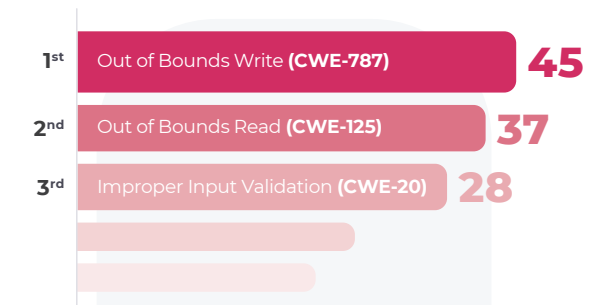 1st Out of Bounds Write (CWE-787) 45
2nd Out of Bounds Read (CWE-125) 37
3rd Improper Input Validation (CWE-20) 28